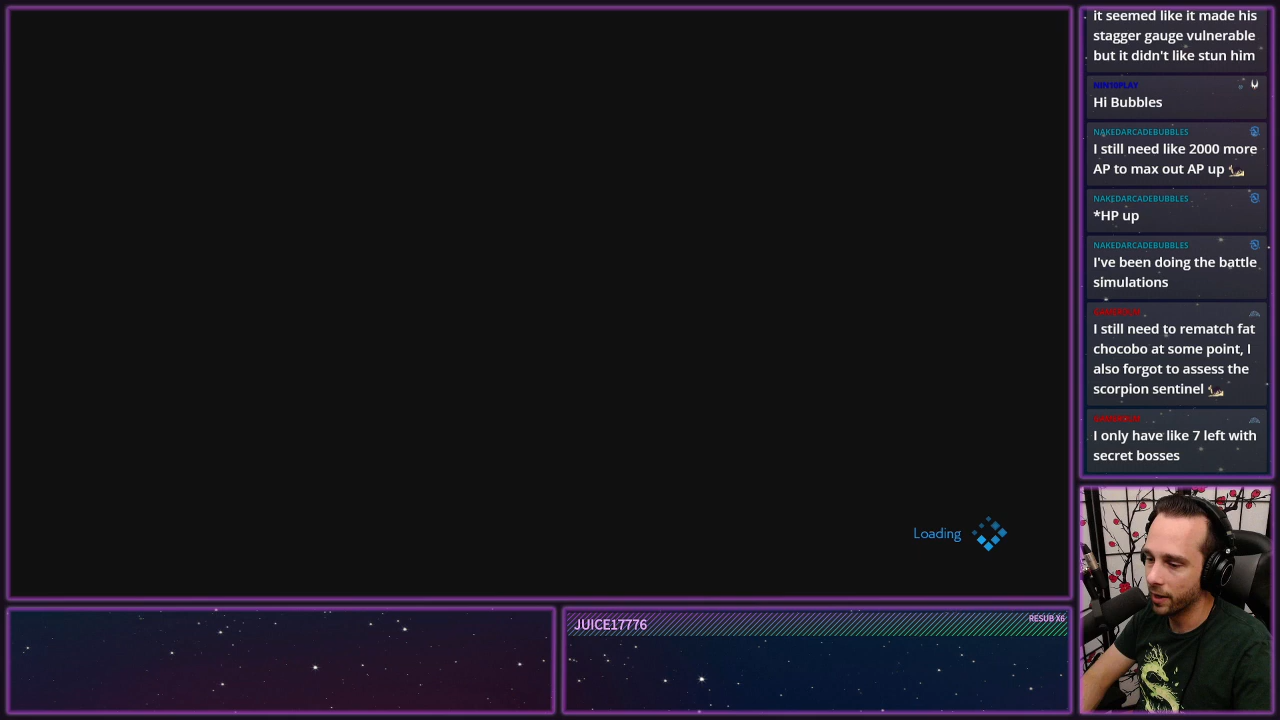 it seemed like it made his
stagger gauge vulnerable
but it didn't like stun him
NIN10PLAY
Hi Bubbles
NAKEDARCADEBUBBLES
I still need like 2000 more
AP to max out AP up
NAKEDARCADEBUBBLES
*HP up
NAKEDARCADEBUBBLES
I've been doing the battle
simulations
I still need to rematch fat
chocobo at some point, I
also forgot to assess the
scorpion sentinel
I only have like 7 left with
secret bosses
Loading
JUICE17776
RESUB X6